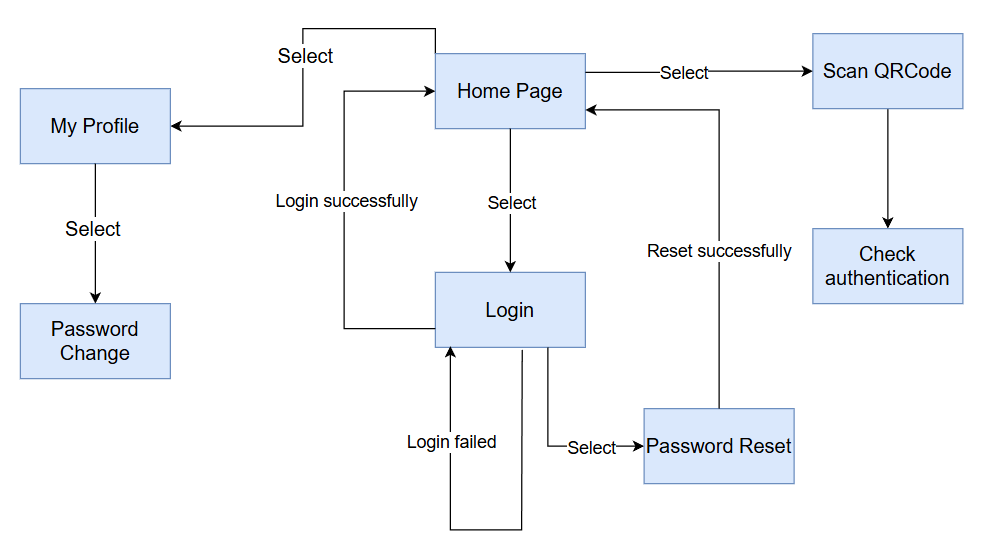 Select
Scan QRCode
Home Page
Select
My Profile
Login successfully
Select
Select
Reset successfully
Check
authentication
Login
Password
Change
Login failed
Select
Password Reset